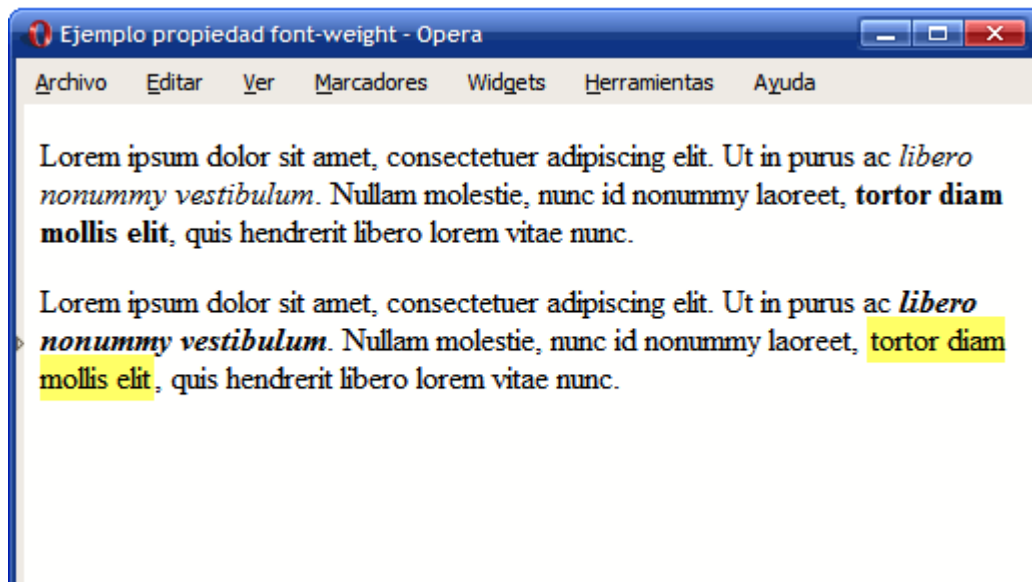 Ejemplo propiedad font-weight - Opera
Archivo Editar Ver Marcadores Widgets Herramientas Ayuda
Lorem ipsum dolor sit amet, consectetuer adipiscing elit. Ut in purus ac libero
nonummy vestibulum. Nullam molestie, nunc id nonummy laoreet, tortor diam
mollis elit, quis hendrerit libero lorem vitae nunc.
Lorem ipsum dolor sit amet, consectetuer adipiscing elit. Ut in purus ac libero
nonummy vestibulum. Nullam molestie, nunc id nonummy laoreet, tortor diam
mollis elit, quis hendrerit libero lorem vitae nunc.